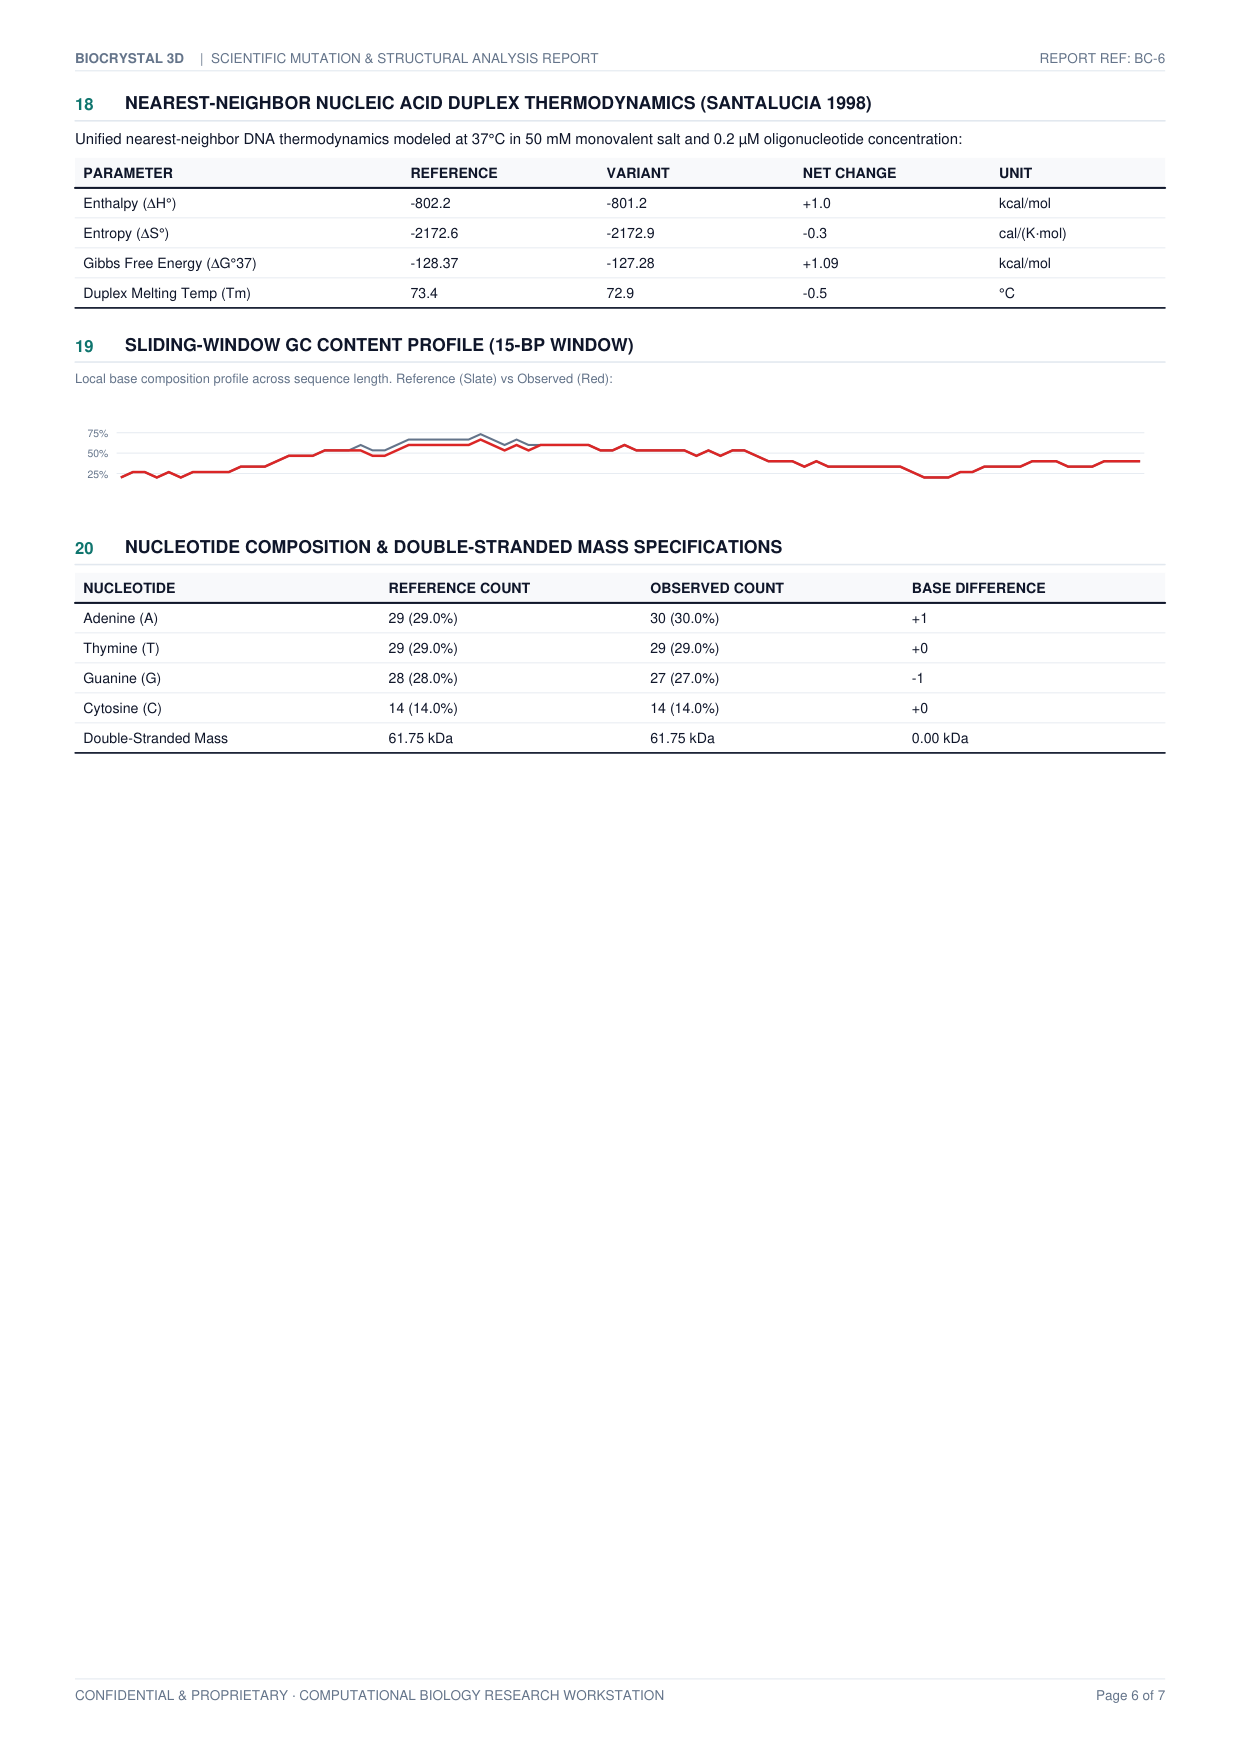 BIOCRYSTAL 3D | SCIENTIFIC MUTATION & STRUCTURAL ANALYSIS REPORT REPORT REF: BC-6
18 NEAREST-NEIGHBOR NUCLEIC ACID DUPLEX THERMODYNAMICS (SANTALUCIA 1998)
Unified nearest-neighbor DNA thermodynamics modeled at 37°C in 50 mM monovalent salt and 0.2 µM oligonucleotide concentration:
PARAMETER REFERENCE VARIANT NET CHANGE UNIT
Enthalpy (ΔH°) -802.2 -801.2 +1.0 kcal/mol
Entropy (ΔS°) -2172.6 -2172.9 -0.3 cal/(K·mol)
Gibbs Free Energy (ΔG°37) -128.37 -127.28 +1.09 kcal/mol
Duplex Melting Temp (Tm) 73.4 72.9 -0.5 °C
19 SLIDING-WINDOW GC CONTENT PROFILE (15-BP WINDOW)
Local base composition profile across sequence length. Reference (Slate) vs Observed (Red):
75%
50%
25%
20 NUCLEOTIDE COMPOSITION & DOUBLE-STRANDED MASS SPECIFICATIONS
NUCLEOTIDE REFERENCE COUNT OBSERVED COUNT BASE DIFFERENCE
Adenine (A) 29 (29.0%) 30 (30.0%) +1
Thymine (T) 29 (29.0%) 29 (29.0%) +0
Guanine (G) 28 (28.0%) 27 (27.0%) -1
Cytosine (C) 14 (14.0%) 14 (14.0%) +0
Double-Stranded Mass 61.75 kDa 61.75 kDa 0.00 kDa
CONFIDENTIAL & PROPRIETARY · COMPUTATIONAL BIOLOGY RESEARCH WORKSTATION Page 6 of 7